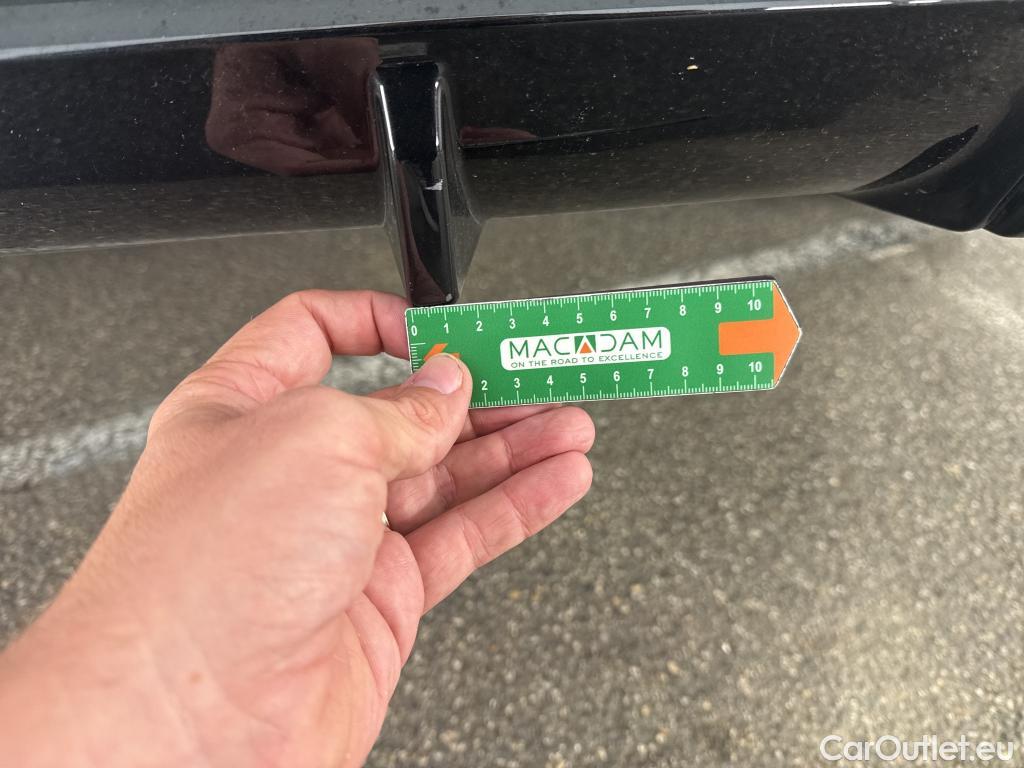 0 1 2 3 4 5 6 7 8 9 10
MACADAM
ON THE ROAD TO EXCELLENCE
2 3 4 5 6 7 8 9 10
CarOutlet.eu